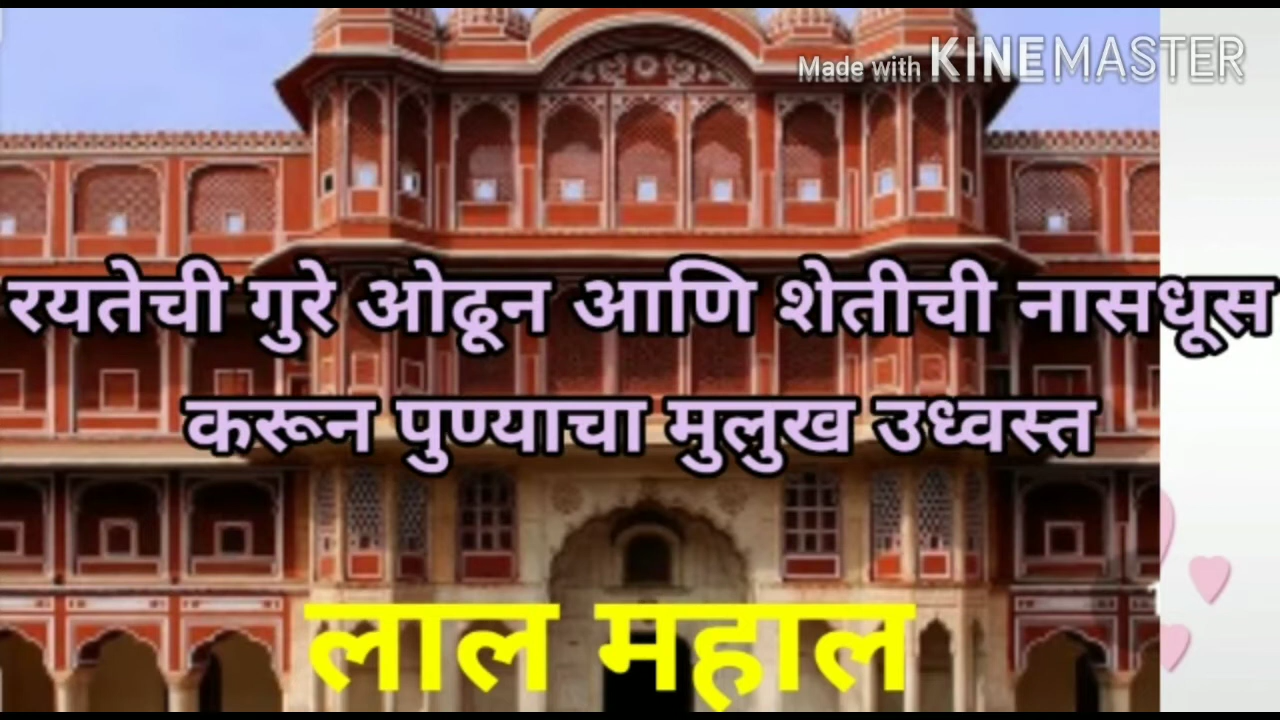 Made with KINEMASTER
रयतेची गुरे ओढून आणि शेतीची नासधूस
करून पुण्याचा मुलुख उध्वस्त
लाल महाल